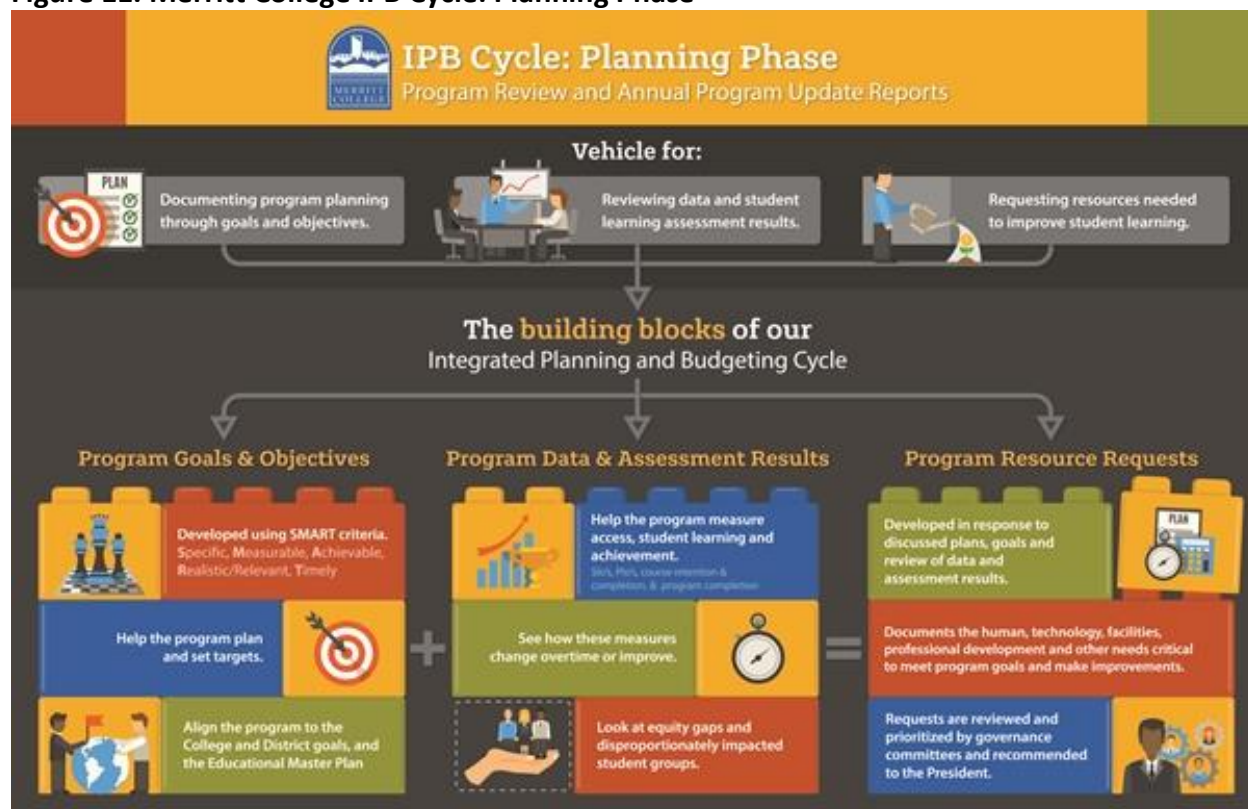 IPB Cycle: Planning Phase
MERRITT
COLLEGE
Program Review and Annual Program Update Reports
Vehicle for:
PLAN
Documenting program planning
through goals and objectives.
Reviewing data and student
learning assessment results.
Requesting resources needed
to improve student learning.
The building blocks of our
Integrated Planning and Budgeting Cycle
Program Goals & Objectives
Developed using SMART criteria.
Specific, Measurable, Achievable,
Realistic/Relevant, Timely
Help the program plan
and set targets.
Align the program to the
College and District goals, and
the Educational Master Plan
+
Program Data & Assessment Results
Help the program measure
access, student learning and
achievement.
course retention &
completion, & program completion
See how these measures
change overtime or improve.
Look at equity gaps and
disproportionately impacted
student groups.
=
Program Resource Requests
Developed in response to
discussed plans, goals and
review of data and
assessment results.
PLAN
Documents the human, technology, facilities,
professional development and other needs critical
to meet program goals and make improvements.
Requests are reviewed and
prioritized by governance
committees and recommended
to the President.